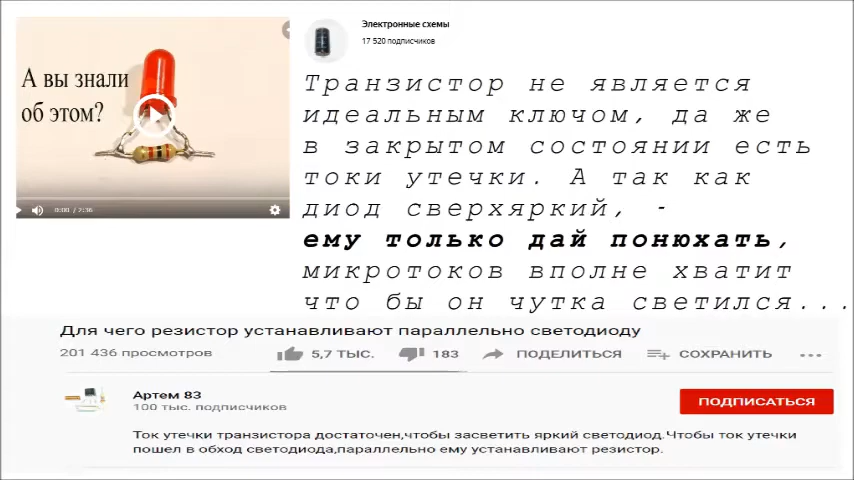 Электронные схемы
17 520 подписчиков
А вы знали
об этом?
Транзистор не является
идеальным ключом, да же
в закрытом состоянии есть
токи утечки. А так как
диод сверхяркий, -
ему только дай понюхать,
микротоков вполне хватит
что бы он чутка светился...
0:00 / 2:36
Для чего резистор устанавливают параллельно светодиоду
201 436 просмотров
5,7 ТЫС. 183 ПОДЕЛИТЬСЯ СОХРАНИТЬ
Артем 83
100 тыс. подписчиков
ПОДПИСАТЬСЯ
Ток утечки транзистора достаточен,чтобы засветить яркий светодиод.Чтобы ток утечки
пошел в обход светодиода,параллельно ему устанавливают резистор.